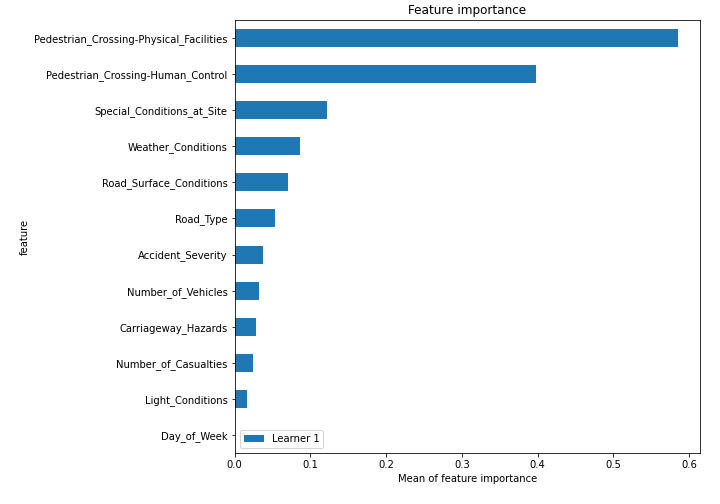 Feature importance
Pedestrian_Crossing-Physical_Facilities
Pedestrian_Crossing-Human_Control
Special_Conditions_at_Site
Weather_Conditions
Road_Surface_Conditions
Road_Type
feature
Accident_Severity
Number_of_Vehicles
Carriageway_Hazards
Number_of_Casualties
Light_Conditions
Day_of_Week
Learner 1
0.0 0.1 0.2 0.3 0.4 0.5 0.6
Mean of feature importance